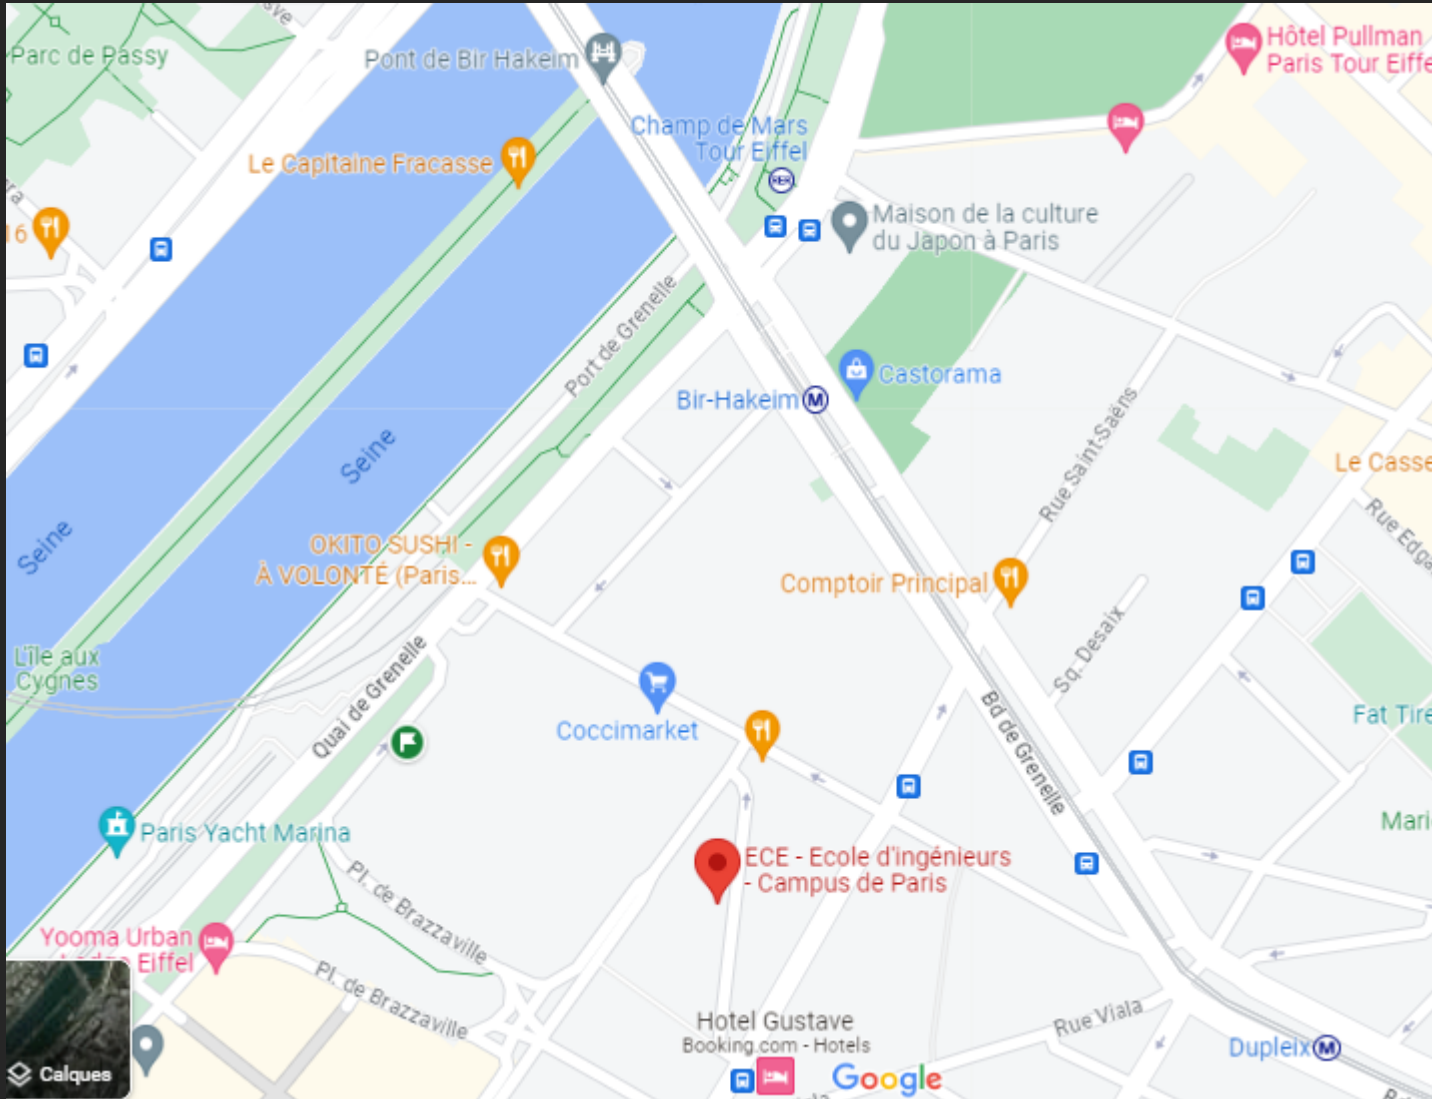 Parc de Passy
Pont de Bir Hakeim
Hôtel Pullman
Paris Tour Eiffe
Champ de Mars
Tour Eiffel
RER
Le Capitaine Fracasse
16
Maison de la culture
du Japon à Paris
Port de Grenelle
Castorama
Bir-Hakeim M
Seine
Seine
Rue Saint-Saëns
Le Casse
Rue Edga
OKITO SUSHI -
À VOLONTÉ (Paris...
Comptoir Principal
Sq. Desaix
L'île aux
Cygnes
Quai de Grenelle
Coccimarket
Bd de Grenelle
Fat Tire
Mari
Paris Yacht Marina
ECE - Ecole d'ingénieurs
- Campus de Paris
Pl. de Brazzaville
Yooma Urban
Eiffel
Pl. de Brazzaville
Hotel Gustave
Booking.com - Hotels
Rue Viala
Dupleix M
Calques
Google